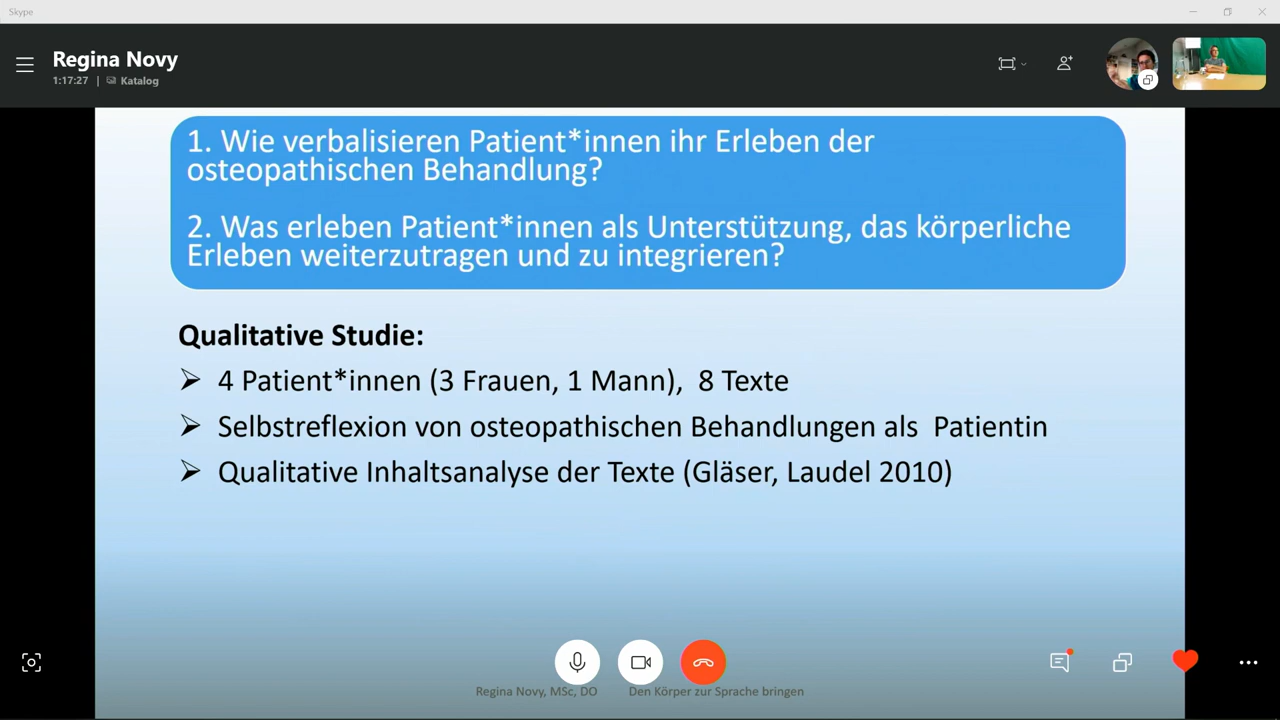 Skype
Regina Novy
1:17:27 | Katalog
1. Wie verbalisieren Patient*innen ihr Erleben der
osteopathischen Behandlung?
2. Was erleben Patient*innen als Unterstützung, das körperliche
Erleben weiterzutragen und zu integrieren?
Qualitative Studie:
➢ 4 Patient*innen (3 Frauen, 1 Mann), 8 Texte
➢ Selbstreflexion von osteopathischen Behandlungen als Patientin
➢ Qualitative Inhaltsanalyse der Texte (Gläser, Laudel 2010)
Regina Novy, MSc, DO Den Körper zur Sprache bringen